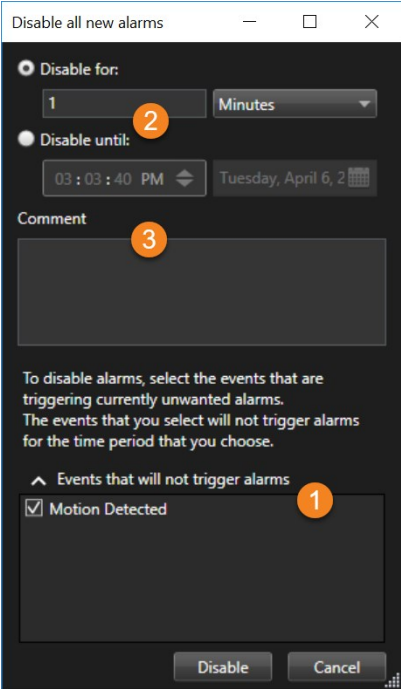 Disable all new alarms
Disable for:
1 Minutes
2
Disable until:
03 : 03 : 40 PM Tuesday, April 6, 2
Comment
3
To disable alarms, select the events that are
triggering currently unwanted alarms.
The events that you select will not trigger alarms
for the time period that you choose.
Events that will not trigger alarms
1
Motion Detected
Disable Cancel